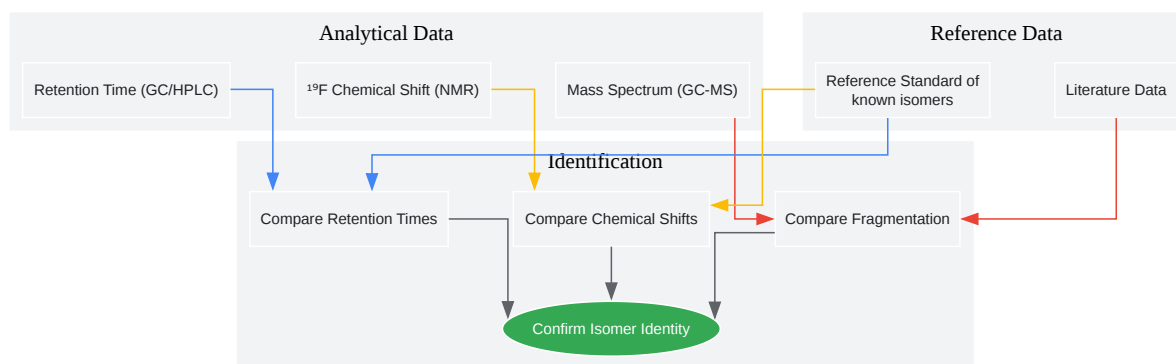 Analytical Data
Reference Data
Retention Time (GC/HPLC)
¹⁹F Chemical Shift (NMR)
Mass Spectrum (GC-MS)
Reference Standard of
known isomers
Literature Data
Identification
Compare Retention Times
Compare Chemical Shifts
Compare Fragmentation
Confirm Isomer Identity